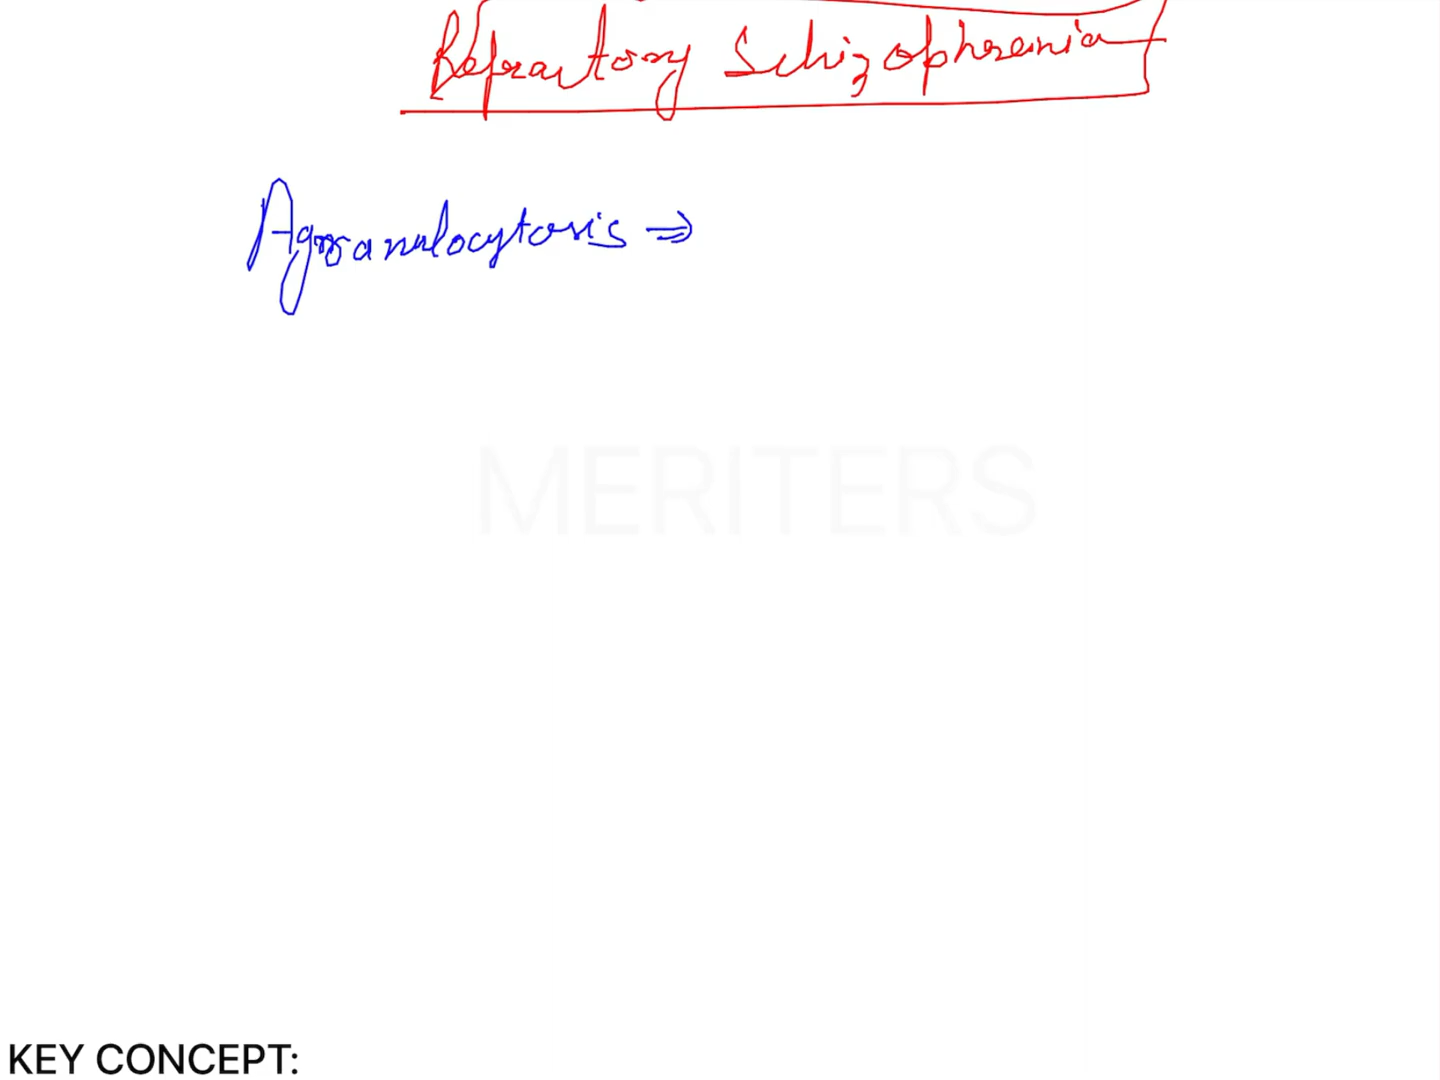 Refractory Schizophrenia
Agranulocytosis ⇒
MERITERS
KEY CONCEPT: